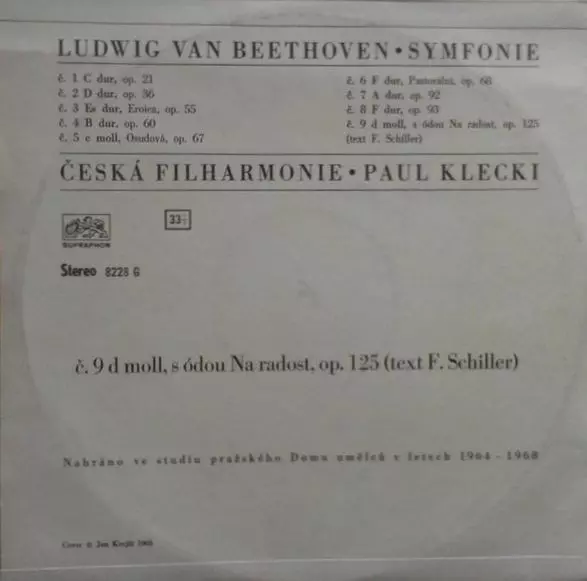 LUDWIG VAN BEETHOVEN • SYMFONIE
č. 1 C dur, op. 21
č. 2 D dur, op. 36
č. 3 Es dur, Eroica, op. 55
č. 4 B dur, op. 60
č. 5 c moll, Osudová, op. 67
č. 6 F dur, Pastorální, op. 68
č. 7 A dur, op. 92
č. 8 F dur, op. 93
č. 9 d moll, s ódou Na radost, op. 125
(text F. Schiller)
ČESKÁ FILHARMONIE • PAUL KLECKI
SUPRAPHON
33
Stereo 8228 G
č. 9 d moll, s ódou Na radost, op. 125 (text F. Schiller)
Nahráno ve studiu pražského Domu umělců v letech 1964 - 1968
Cover © Jan